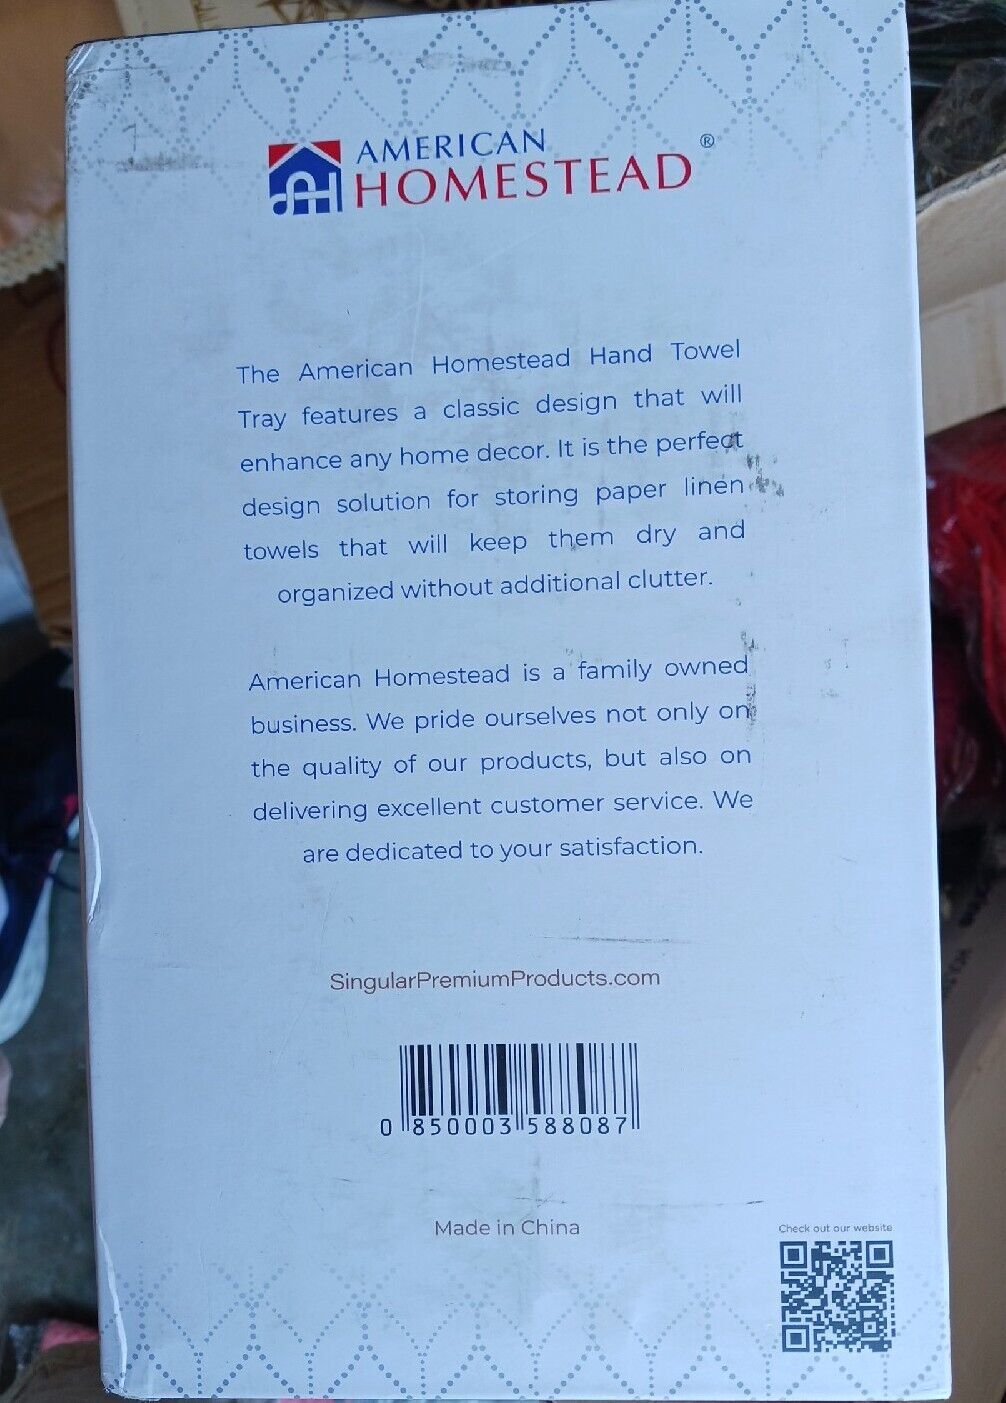 AMERICAN
HOMESTEAD ®
The American Homestead Hand Towel
Tray features a classic design that will
enhance any home decor. It is the perfect
design solution for storing paper linen
towels that will keep them dry and
organized without additional clutter.
American Homestead is a family owned
business. We pride ourselves not only on
the quality of our products, but also on
delivering excellent customer service. We
are dedicated to your satisfaction.
SingularPremiumProducts.com
0 850003 588087
Made in China
Check out our website